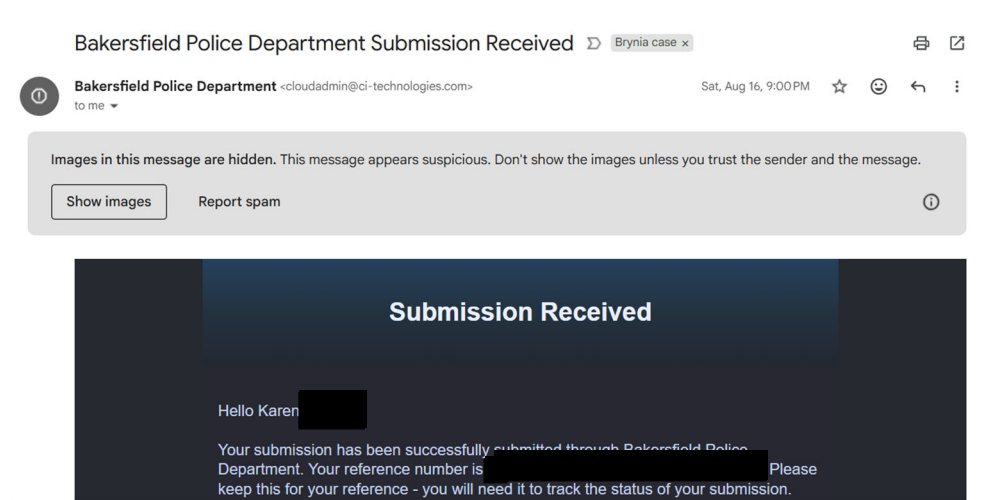 Bakersfield Police Department Submission Received Brynia case x
Bakersfield Police Department <cloudadmin@ci-technologies.com> Sat, Aug 16, 9:00 PM
to me
Images in this message are hidden. This message appears suspicious. Don't show the images unless you trust the sender and the message.
Show images Report spam
Submission Received
Hello Karen
Your submission has been successfully submitted through Bakersfield Police
Department. Your reference number is Please
keep this for your reference - you will need it to track the status of your submission.